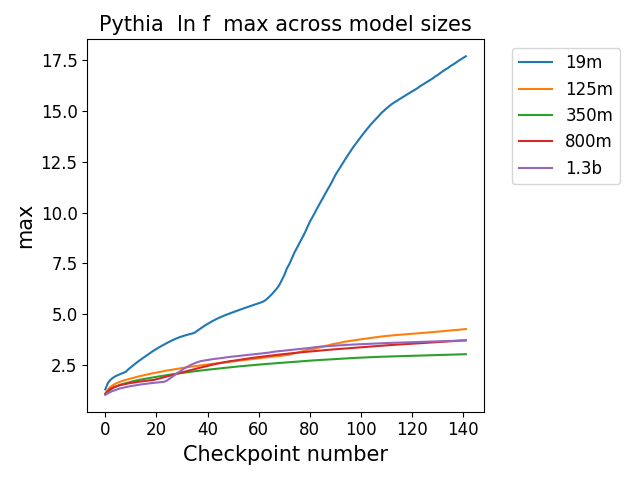 Pythia  ln f  max across model sizes
17.5
15.0
12.5
10.0
7.5
5.0
2.5
max
0 20 40 60 80 100 120 140
Checkpoint number
19m
125m
350m
800m
1.3b